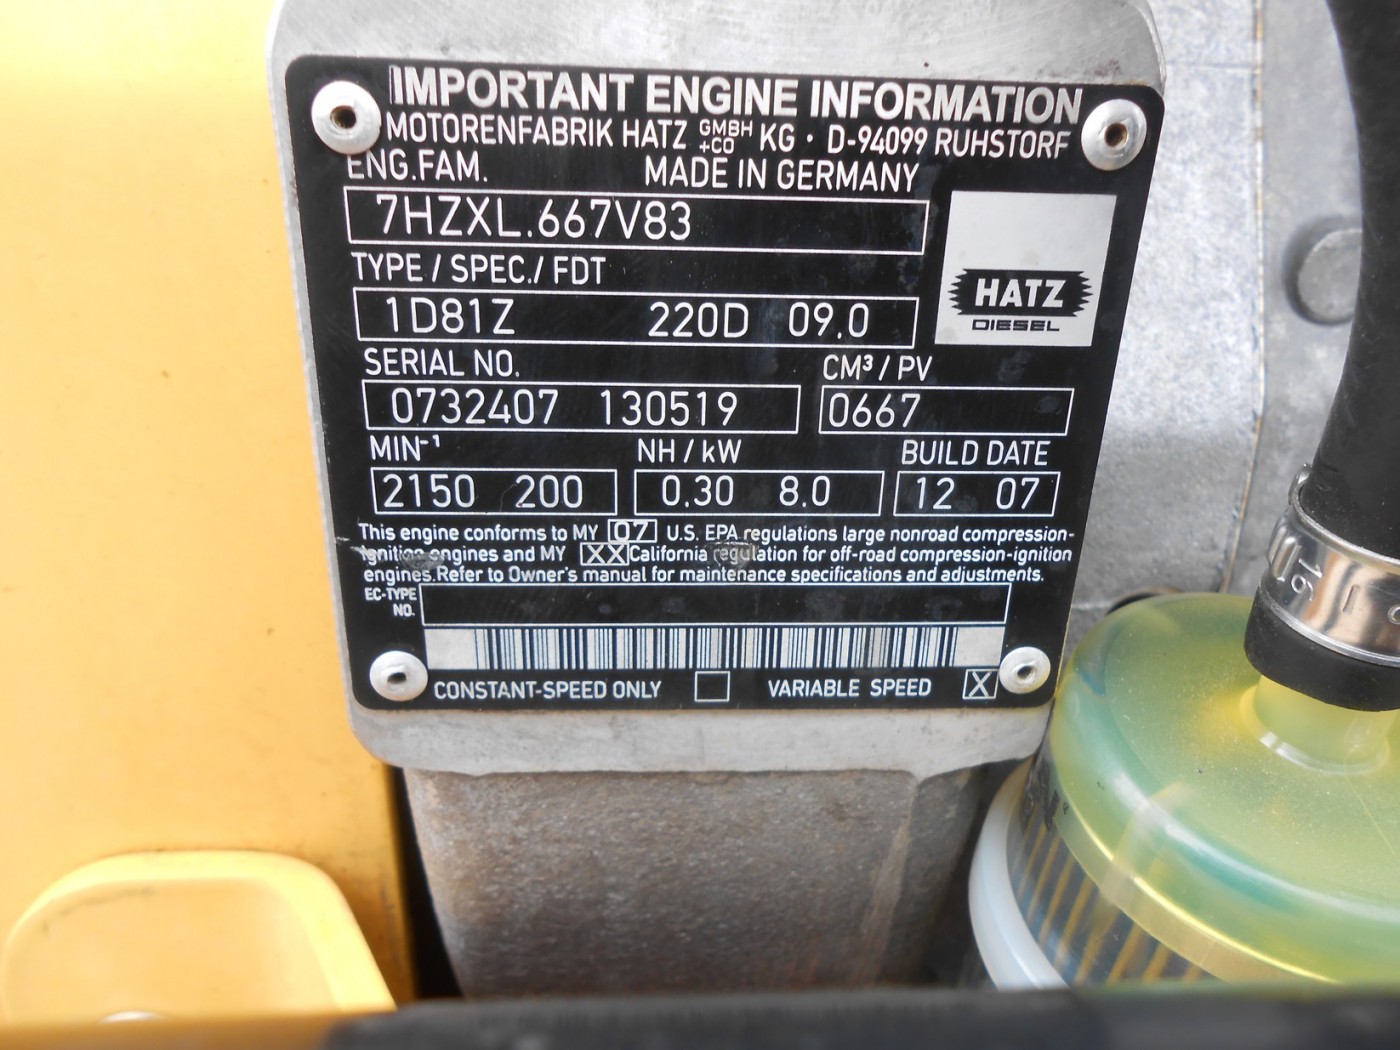 IMPORTANT ENGINE INFORMATION
MOTORENFABRIK HATZ GMBH +CO KG · D-94099 RUHSTORF
ENG.FAM. MADE IN GERMANY
7HZXL.667V83
TYPE / SPEC. / FDT
1D81Z 220D 09.0
HATZ
DIESEL
SERIAL NO. CM³ / PV
0732407 130519 0667
MIN⁻¹ NH / kW BUILD DATE
2150 200 0.30 8.0 12 07
This engine conforms to MY 07 U.S. EPA regulations large nonroad compression-
ignition engines and MY XX California regulation for off-road compression-ignition
engines. Refer to Owner's manual for maintenance specifications and adjustments.
EC-TYPE
NO.
CONSTANT-SPEED ONLY VARIABLE SPEED X